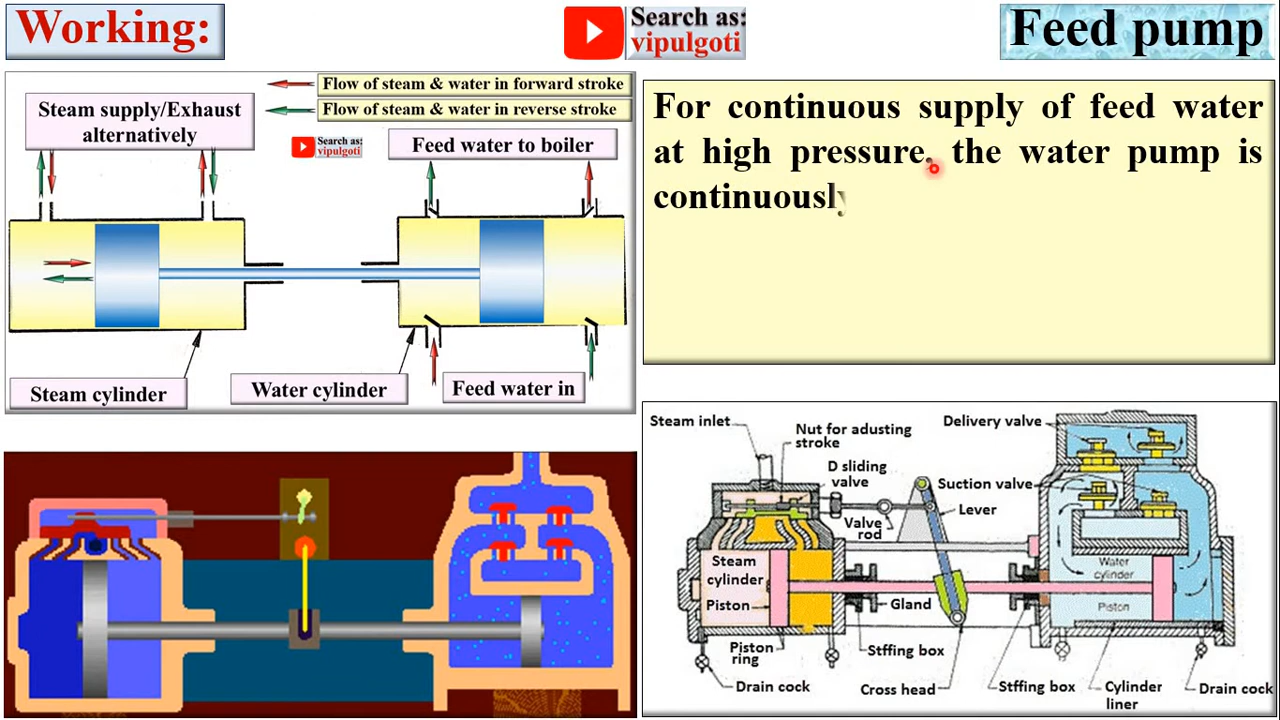 Working:
Search as:
vipulgoti
Feed pump
Flow of steam & water in forward stroke
Flow of steam & water in reverse stroke
Steam supply/Exhaust
alternatively
Search as:
vipulgoti
Feed water to boiler
Steam cylinder
Water cylinder
Feed water in
For continuous supply of feed water
at high pressure, the water pump is
continuously
Steam inlet
Nut for adusting
stroke
Delivery valve
D sliding
valve
Suction valve
Valve
rod
Lever
Steam
cylinder
Piston
Gland
Water
cylinder
Piston
Piston
ring
Stffing box
Drain cock
Cross head
Stffing box
Cylinder
liner
Drain cock